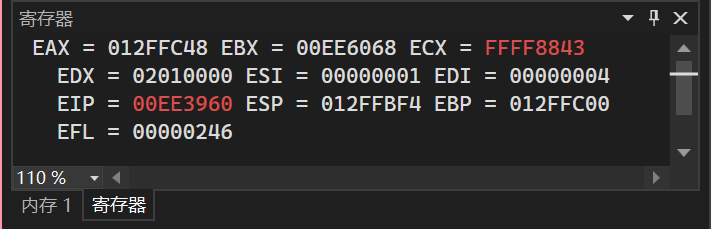 寄存器
EAX = 012FFC48 EBX = 00EE6068 ECX = FFFF8843
EDX = 02010000 ESI = 00000001 EDI = 00000004
EIP = 00EE3960 ESP = 012FFBF4 EBP = 012FFC00
EFL = 00000246
110 %
内存 1 寄存器